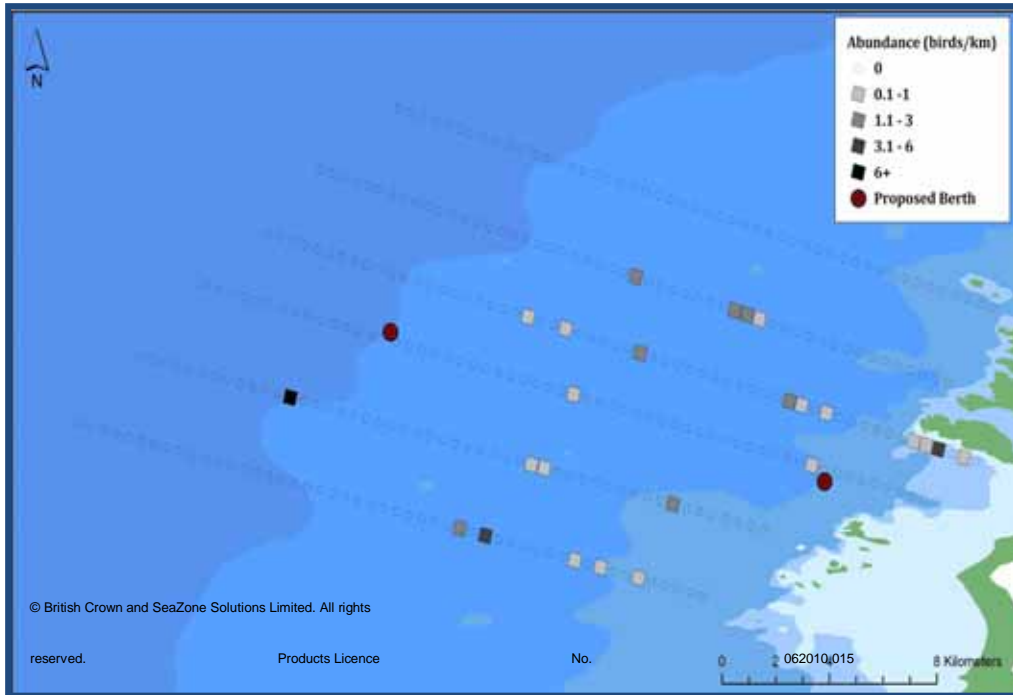 N
Abundance (birds/km)
0
0.1 -1
1.1 - 3
3.1 - 6
6+
Proposed Berth
© British Crown and SeaZone Solutions Limited. All rights
reserved. Products Licence No. 062010.015
0 2 4 8 Kilometers